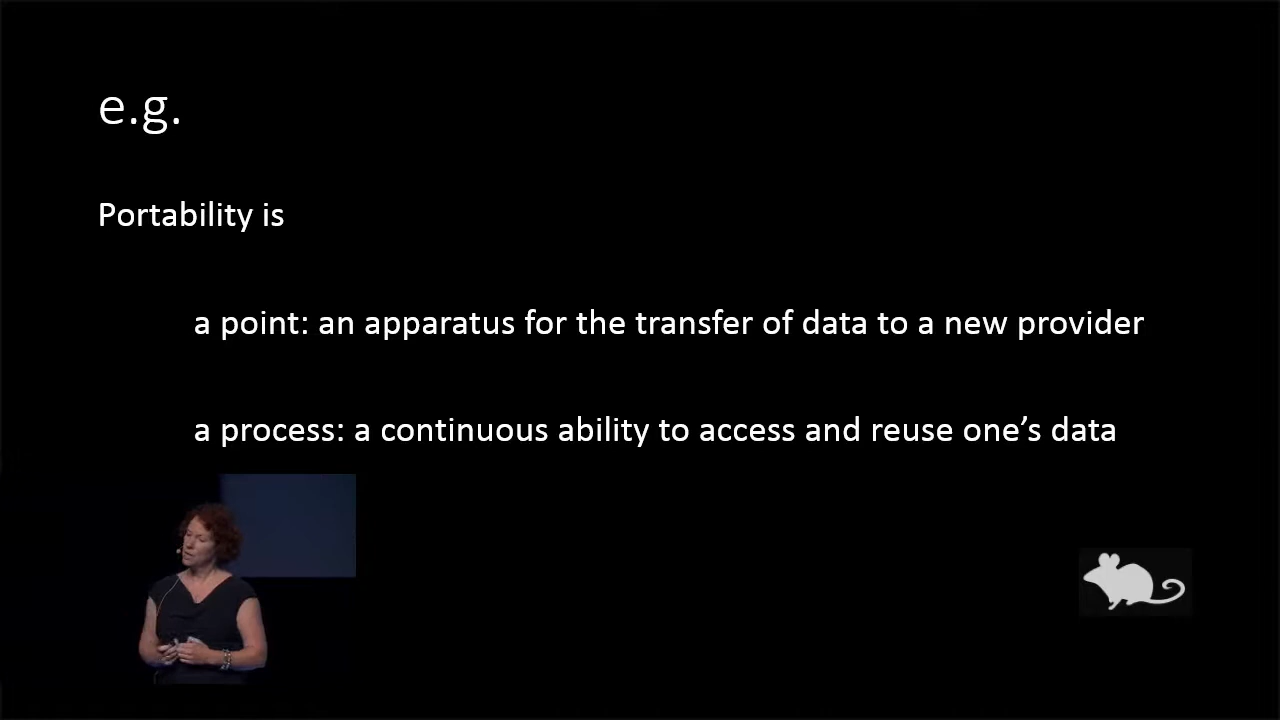 e.g.
Portability is
a point: an apparatus for the transfer of data to a new provider
a process: a continuous ability to access and reuse one’s data